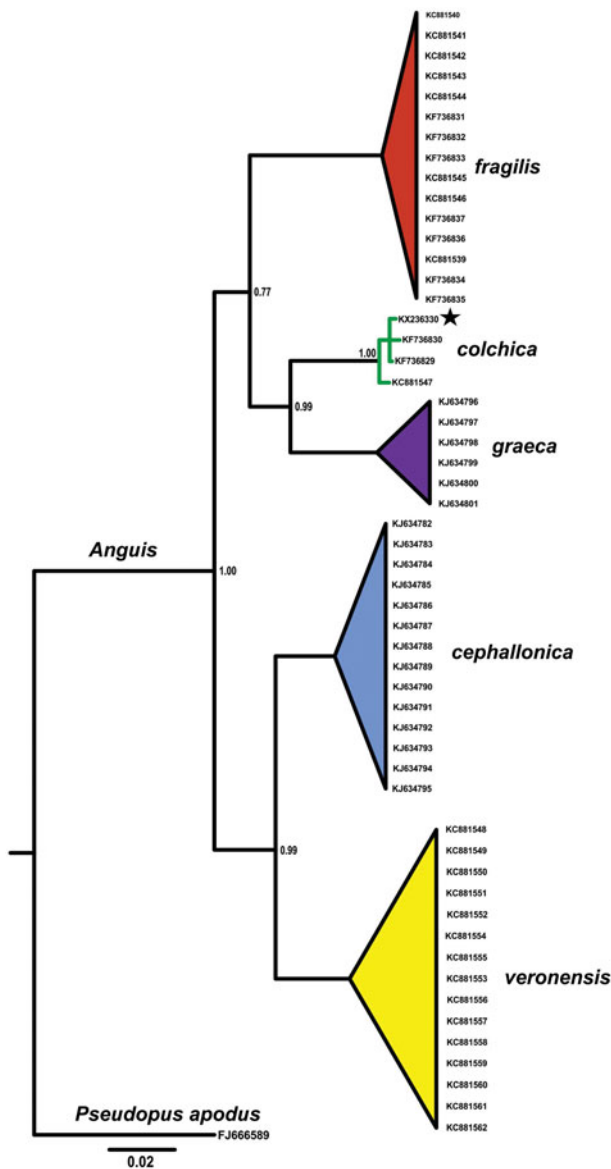 KC881540
KC881541
KC881542
KC881543
KC881544
KF736831
KF736832
KF736833
fragilis
KC881545
KC881546
KF736837
KF736836
KC881539
KF736834
KF736835
0.77
KX236330
KF736830
colchica
1.00
KF736829
KC881547
KJ634796
0.99
KJ634797
KJ634798
graeca
KJ634799
KJ634800
KJ634801
KJ634782
KJ634783
Anguis
KJ634784
1.00
KJ634785
KJ634786
KJ634787
KJ634788
cephallonica
KJ634789
KJ634790
KJ634791
KJ634792
KJ634793
KJ634794
KJ634795
KC881548
0.99
KC881549
KC881550
KC881551
KC881552
KC881554
KC881555
KC881553
veronensis
KC881556
KC881557
KC881558
KC881559
KC881560
KC881561
KC881562
Pseudopus apodus
FJ666589
0.02